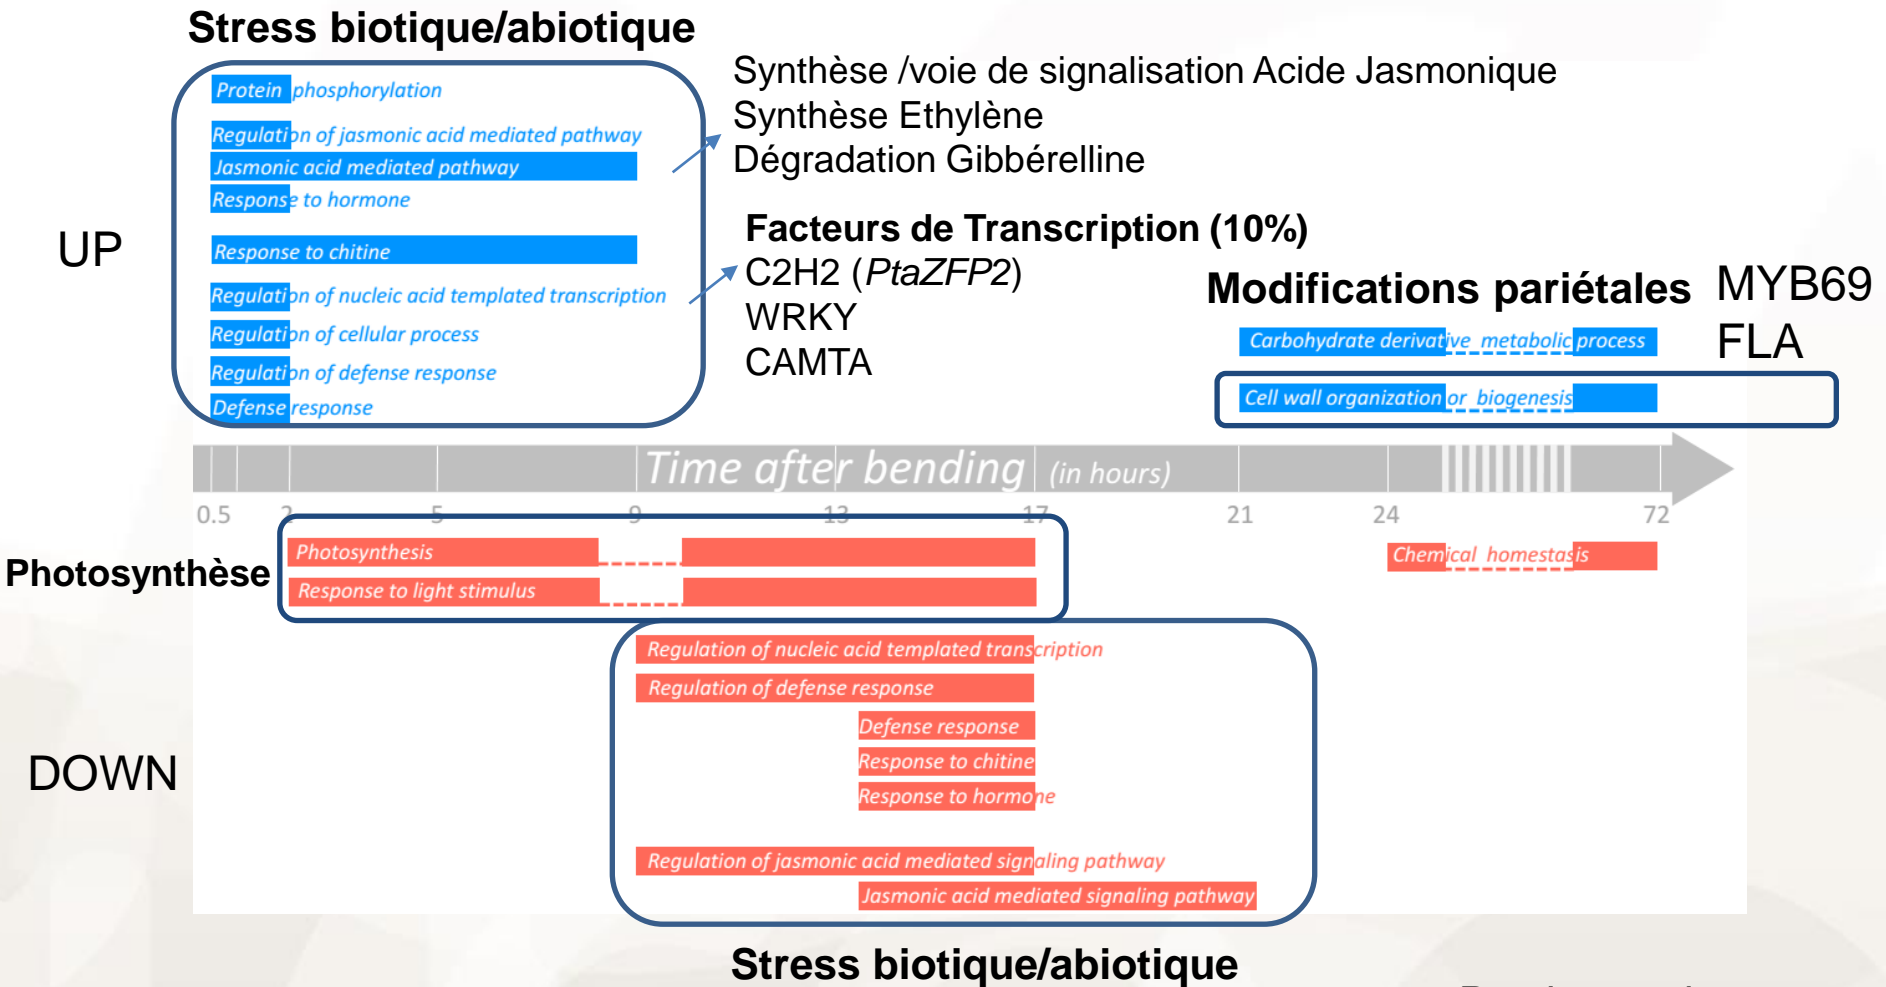 Stress biotique/abiotique
Protein phosphorylation
Regulation of jasmonic acid mediated pathway
Jasmonic acid mediated pathway
Response to hormone
Response to chitine
Regulation of nucleic acid templated transcription
Regulation of cellular process
Regulation of defense response
Defense response
UP
Synthèse /voie de signalisation Acide Jasmonique
Synthèse Ethylène
Dégradation Gibbérelline
Facteurs de Transcription (10%)
C2H2 (PtaZFP2)
WRKY
CAMTA
Modifications pariétales
MYB69
FLA
Carbohydrate derivative metabolic process
Cell wall organization or biogenesis
Time after bending (in hours)
0.5 2 5 9 13 17 21 24 72
Photosynthèse
Photosynthesis
Response to light stimulus
Chemical homestasis
DOWN
Regulation of nucleic acid templated transcription
Regulation of defense response
Defense response
Response to chitine
Response to hormone
Regulation of jasmonic acid mediated signaling pathway
Jasmonic acid mediated signaling pathway
Stress biotique/abiotique